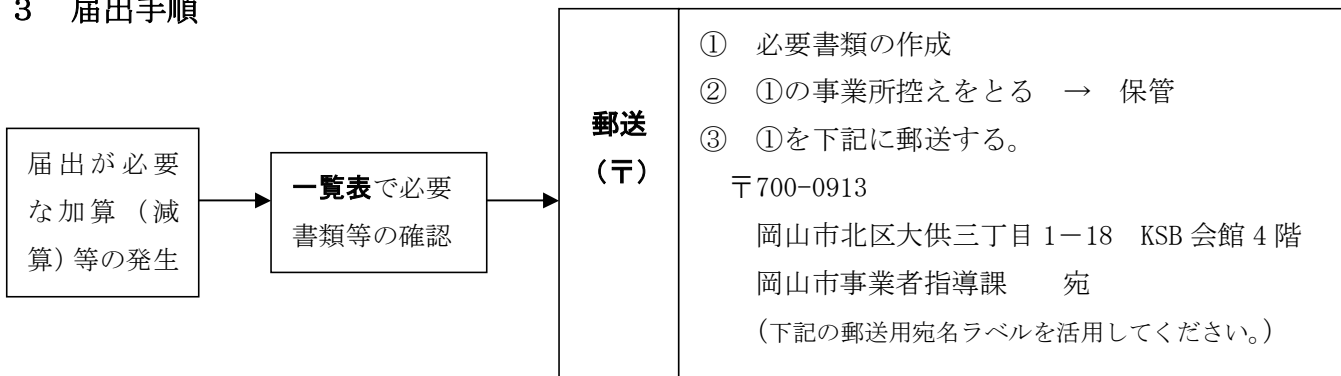 ３　届出手順
届出が必要
な加算（減
算）等の発生
一覧表で必要
書類等の確認
郵送
（〒）
①　必要書類の作成
②　①の事業所控えをとる　→　保管
③　①を下記に郵送する。
〒700-0913
岡山市北区大供三丁目 1－18　KSB 会館 4 階
岡山市事業者指導課　　宛
(下記の郵送用宛名ラベルを活用してください。)